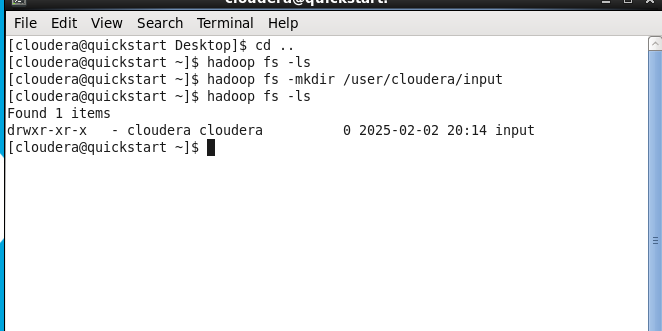 cloudera@quickstart:
File Edit View Search Terminal Help
[cloudera@quickstart Desktop]$ cd ..
[cloudera@quickstart ~]$ hadoop fs -ls
[cloudera@quickstart ~]$ hadoop fs -mkdir /user/cloudera/input
[cloudera@quickstart ~]$ hadoop fs -ls
Found 1 items
drwxr-xr-x   - cloudera cloudera          0 2025-02-02 20:14 input
[cloudera@quickstart ~]$